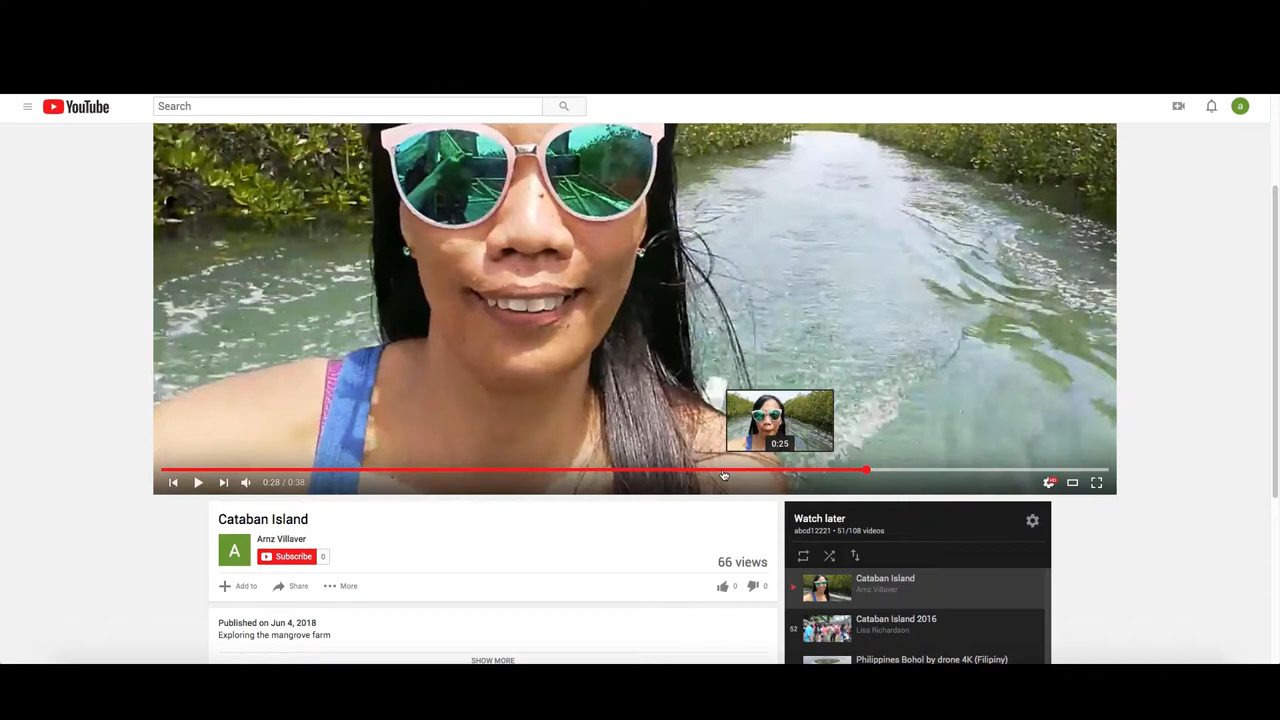 YouTube
Search
a
0:25
0:28 / 0:38
HD
Cataban Island
A
Arnz Villaver
Subscribe 0
66 views
Add to
Share
More
0
0
Published on Jun 4, 2018
Exploring the mangrove farm
SHOW MORE
Watch later
abcd12221 • 51/108 videos
Cataban Island
Arnz Villaver
52
Cataban Island 2016
Lisa Richardson
Philippines Bohol by drone 4K (Filipiny)